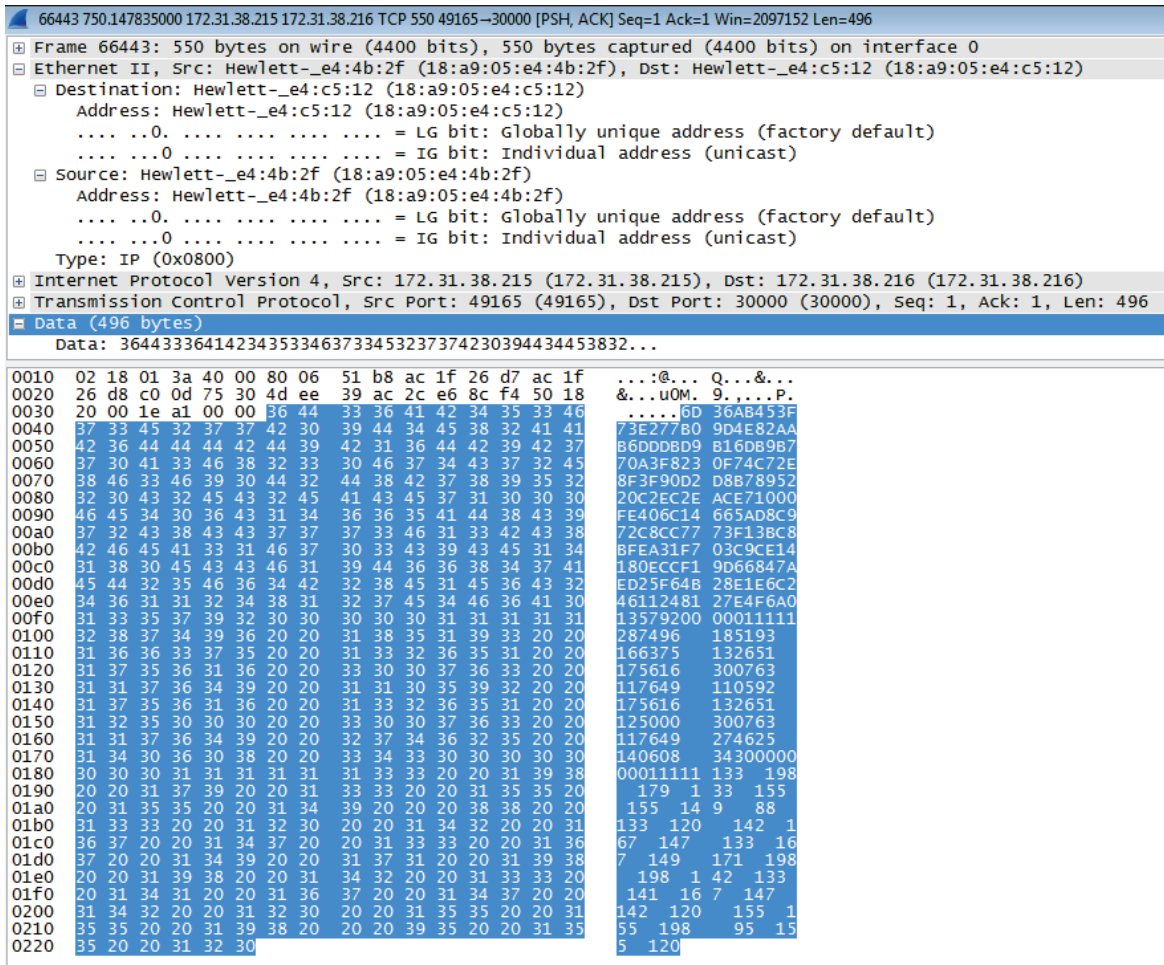 66443 750.147835000 172.31.38.215 172.31.38.216 TCP 550 49165→30000 [PSH, ACK] Seq=1 Ack=1 Win=2097152 Len=496
Frame 66443: 550 bytes on wire (4400 bits), 550 bytes captured (4400 bits) on interface 0
Ethernet II, Src: Hewlett-_e4:4b:2f (18:a9:05:e4:4b:2f), Dst: Hewlett-_e4:c5:12 (18:a9:05:e4:c5:12)
Destination: Hewlett-_e4:c5:12 (18:a9:05:e4:c5:12)
Address: Hewlett-_e4:c5:12 (18:a9:05:e4:c5:12)
.... ..0. .... .... .... .... = LG bit: Globally unique address (factory default)
.... ...0 .... .... .... .... = IG bit: Individual address (unicast)
Source: Hewlett-_e4:4b:2f (18:a9:05:e4:4b:2f)
Address: Hewlett-_e4:4b:2f (18:a9:05:e4:4b:2f)
.... ..0. .... .... .... .... = LG bit: Globally unique address (factory default)
.... ...0 .... .... .... .... = IG bit: Individual address (unicast)
Type: IP (0x0800)
Internet Protocol Version 4, Src: 172.31.38.215 (172.31.38.215), Dst: 172.31.38.216 (172.31.38.216)
Transmission Control Protocol, Src Port: 49165 (49165), Dst Port: 30000 (30000), Seq: 1, Ack: 1, Len: 496
Data (496 bytes)
Data: 364433364142343533463733453237374230394434453832...
0010 02 18 01 3a 40 00 80 06 51 b8 ac 1f 26 d7 ac 1f ...:@... Q...&...
0020 26 d8 c0 0d 75 30 4d ee 39 ac 2c e6 8c f4 50 18 &...u0M. 9.,...P.
0030 20 00 1e a1 00 00 36 44 33 36 41 42 34 35 33 46 .....6D 36AB453F
0040 37 33 45 32 37 37 42 30 39 44 34 45 38 32 41 41 73E277B0 9D4E82AA
0050 42 36 44 44 44 42 44 39 42 31 36 44 42 39 42 37 B6DDDBD9 B16DB9B7
0060 37 30 41 33 46 38 32 33 30 46 37 34 43 37 32 45 70A3F823 0F74C72E
0070 38 46 33 46 39 30 44 32 44 38 42 37 38 39 35 32 8F3F90D2 D8B78952
0080 32 30 43 32 45 43 32 45 41 43 45 37 31 30 30 30 20C2EC2E ACE71000
0090 46 45 34 30 36 43 31 34 36 36 35 41 44 38 43 39 FE406C14 665AD8C9
00a0 37 32 43 38 43 43 37 37 37 33 46 31 33 42 43 38 72C8CC77 73F13BC8
00b0 42 46 45 41 33 31 46 37 30 33 43 39 43 45 31 34 BFEA31F7 03C9CE14
00c0 31 38 30 45 43 43 46 31 39 44 36 36 38 34 37 41 180ECCF1 9D66847A
00d0 45 44 32 35 46 36 34 42 32 38 45 31 45 36 43 32 ED25F64B 28E1E6C2
00e0 34 36 31 31 32 34 38 31 32 37 45 34 46 36 41 30 46112481 27E4F6A0
00f0 31 33 35 37 39 32 30 30 30 30 30 31 31 31 31 31 13579200 00011111
0100 32 38 37 34 39 36 20 20 31 38 35 31 39 33 20 20 287496 185193
0110 31 36 36 33 37 35 20 20 31 33 32 36 35 31 20 20 166375 132651
0120 31 37 35 36 31 36 20 20 33 30 30 37 36 33 20 20 175616 300763
0130 31 31 37 36 34 39 20 20 31 31 30 35 39 32 20 20 117649 110592
0140 31 37 35 36 31 36 20 20 31 33 32 36 35 31 20 20 175616 132651
0150 31 32 35 30 30 30 20 20 33 30 30 37 36 33 20 20 125000 300763
0160 31 31 37 36 34 39 20 20 32 37 34 36 32 35 20 20 117649 274625
0170 31 34 30 36 30 38 20 20 33 34 33 30 30 30 30 30 140608 34300000
0180 30 30 30 31 31 31 31 31 31 33 33 20 20 31 39 38 00011111 133 198
0190 20 20 31 37 39 20 20 31 33 33 20 20 31 35 35 20 179 1 33 155
01a0 20 31 35 35 20 20 31 34 39 20 20 20 38 38 20 20 155 14 9 88
01b0 31 33 33 20 20 31 32 30 20 20 31 34 32 20 20 31 133 120 142 1
01c0 36 37 20 20 31 34 37 20 20 31 33 33 20 20 31 36 67 147 133 16
01d0 37 20 20 31 34 39 20 20 31 37 31 20 20 31 39 38 7 149 171 198
01e0 20 20 31 39 38 20 20 31 34 32 20 20 31 33 33 20 198 1 42 133
01f0 20 31 34 31 20 20 31 36 37 20 20 31 34 37 20 20 141 16 7 147
0200 31 34 32 20 20 31 32 30 20 20 31 35 35 20 20 31 142 120 155 1
0210 35 35 20 20 31 39 38 20 20 20 39 35 20 20 31 35 55 198 95 15
0220 35 20 20 31 32 30 5 120